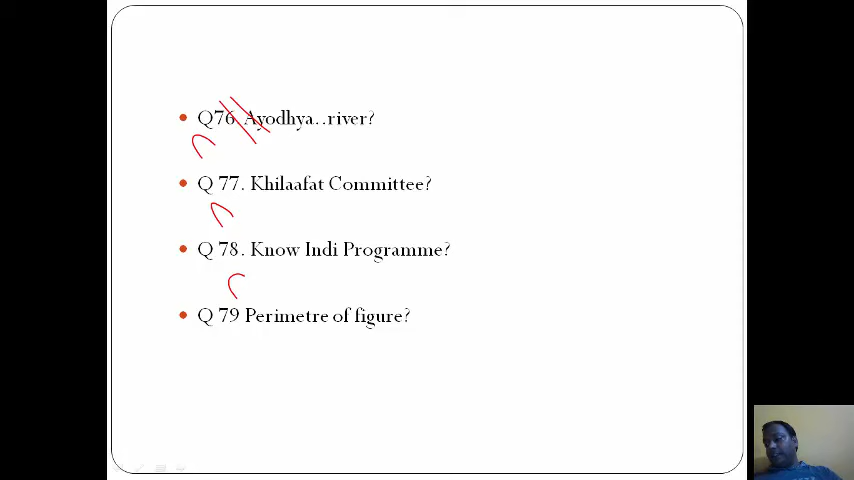 Q76 Ayodhya..river?
Q 77. Khilaafat Committee?
Q 78. Know Indi Programme?
Q 79 Perimetre of figure?